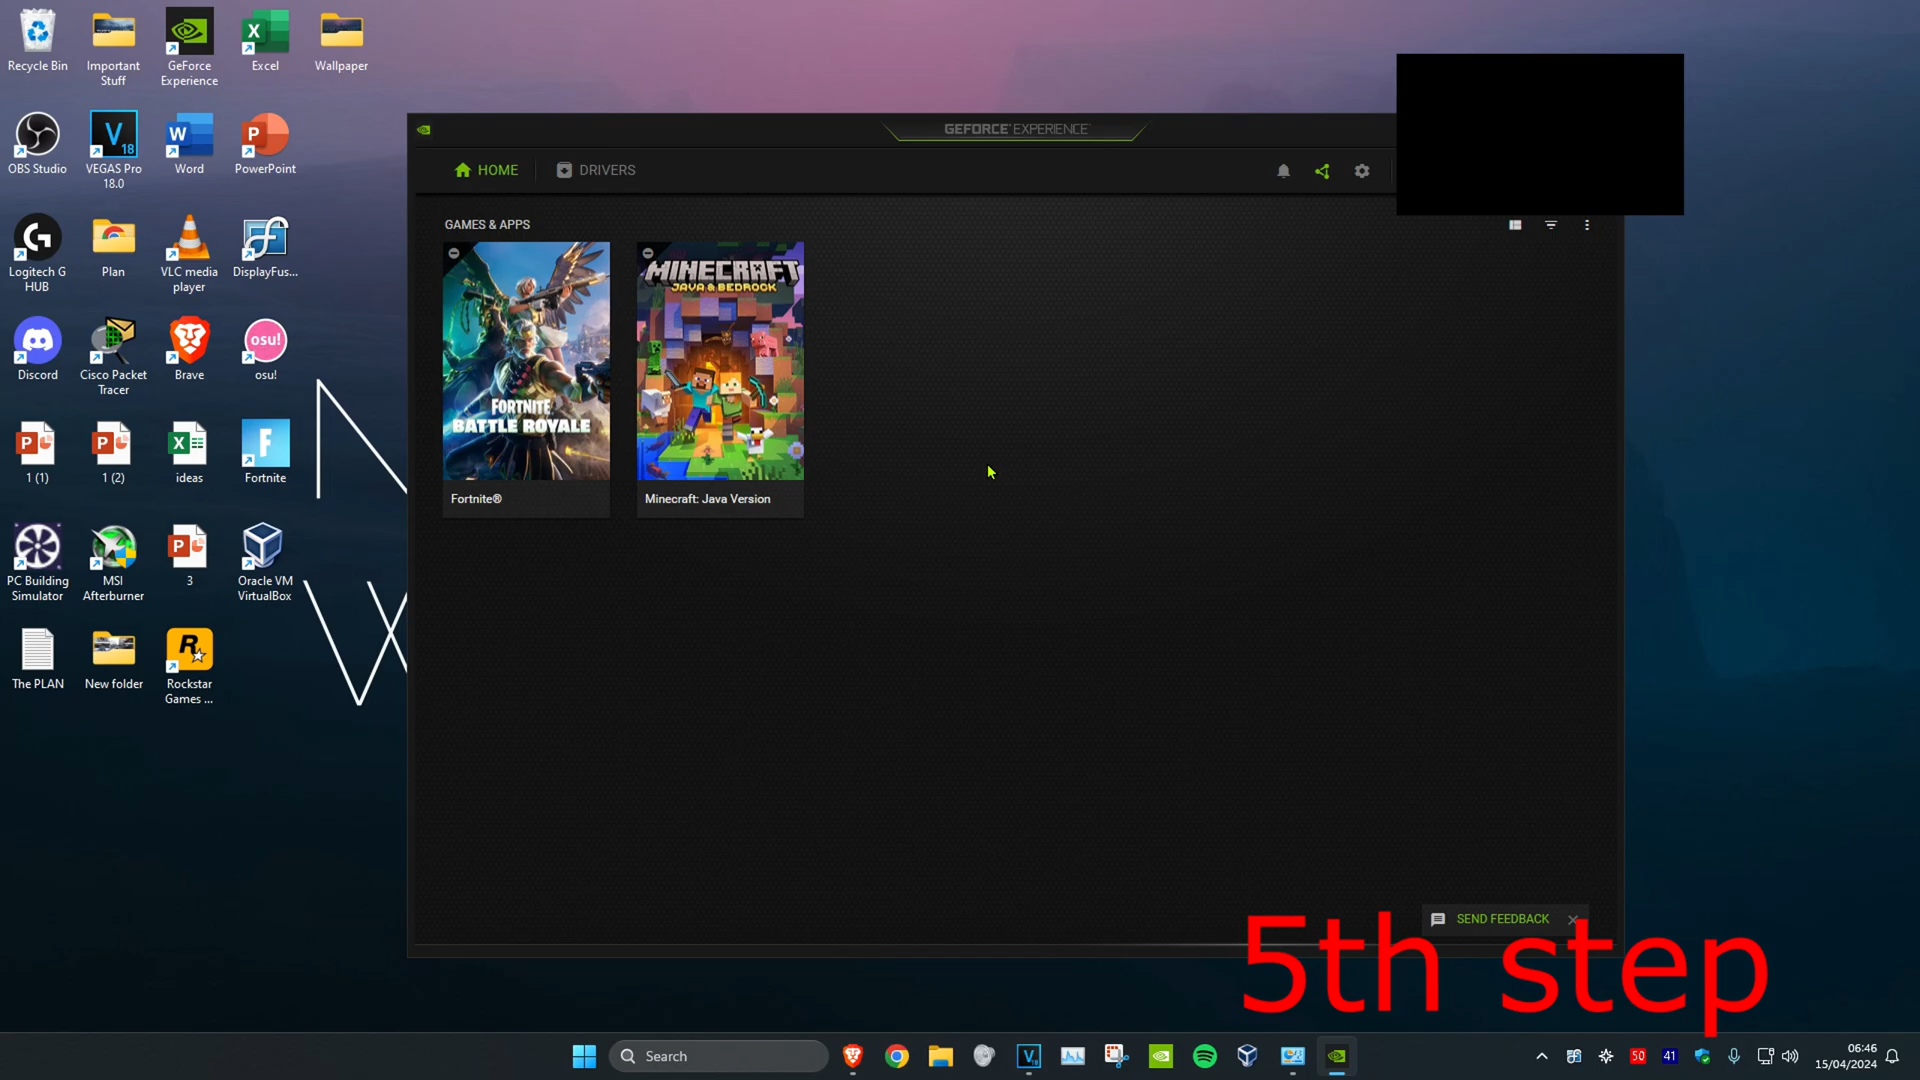 Recycle Bin
Important Stuff
GeForce Experience
Excel
Wallpaper
OBS Studio
VEGAS Pro 18.0
Word
PowerPoint
Logitech G HUB
Plan
VLC media player
DisplayFus...
Discord
Cisco Packet Tracer
Brave
osu!
osu!
1 (1)
1 (2)
ideas
Fortnite
PC Building Simulator
MSI Afterburner
3
Oracle VM VirtualBox
The PLAN
New folder
Rockstar Games ...
GEFORCE EXPERIENCE
HOME
DRIVERS
GAMES & APPS
FORTNITE
BATTLE ROYALE
MINECRAFT
JAVA & BEDROCK
Fortnite®
Minecraft: Java Version
SEND FEEDBACK
5th step
Search
50
41
06:46
15/04/2024